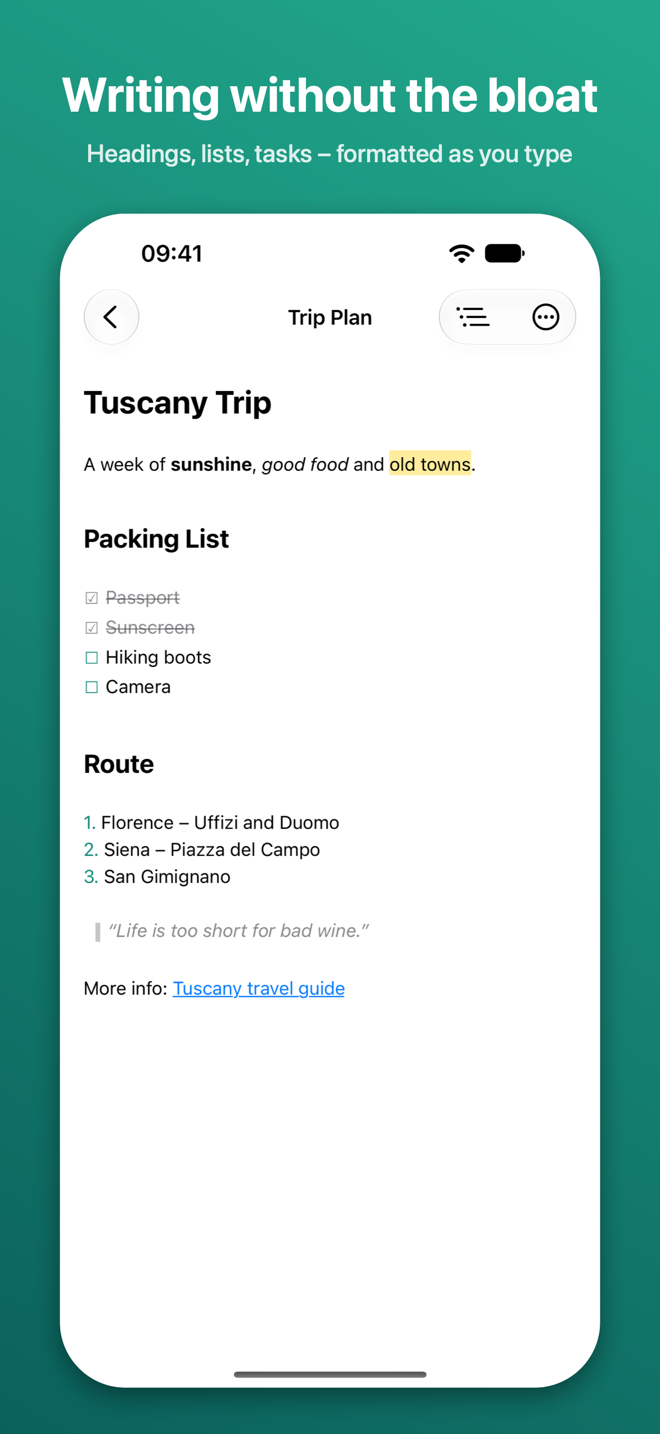 Writing without the bloat
Headings, lists, tasks – formatted as you type
09:41
Trip Plan
Tuscany Trip
A week of sunshine, good food and old towns.
Packing List
☑ Passport
☑ Sunscreen
☐ Hiking boots
☐ Camera
Route
1. Florence – Uffizi and Duomo
2. Siena – Piazza del Campo
3. San Gimignano
“Life is too short for bad wine.”
More info: Tuscany travel guide